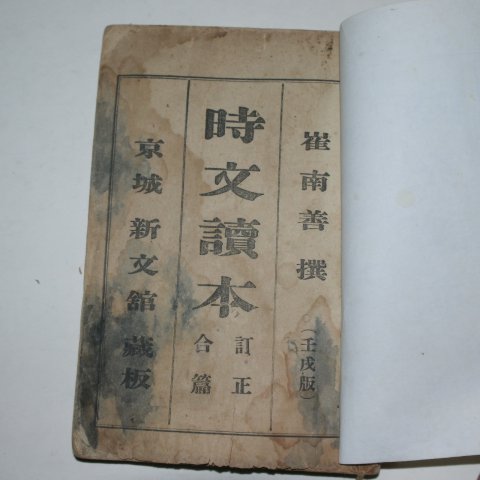 崔南善 撰
(壬戌版)
時文讀本
訂正
合篇
京城 新文館 藏板